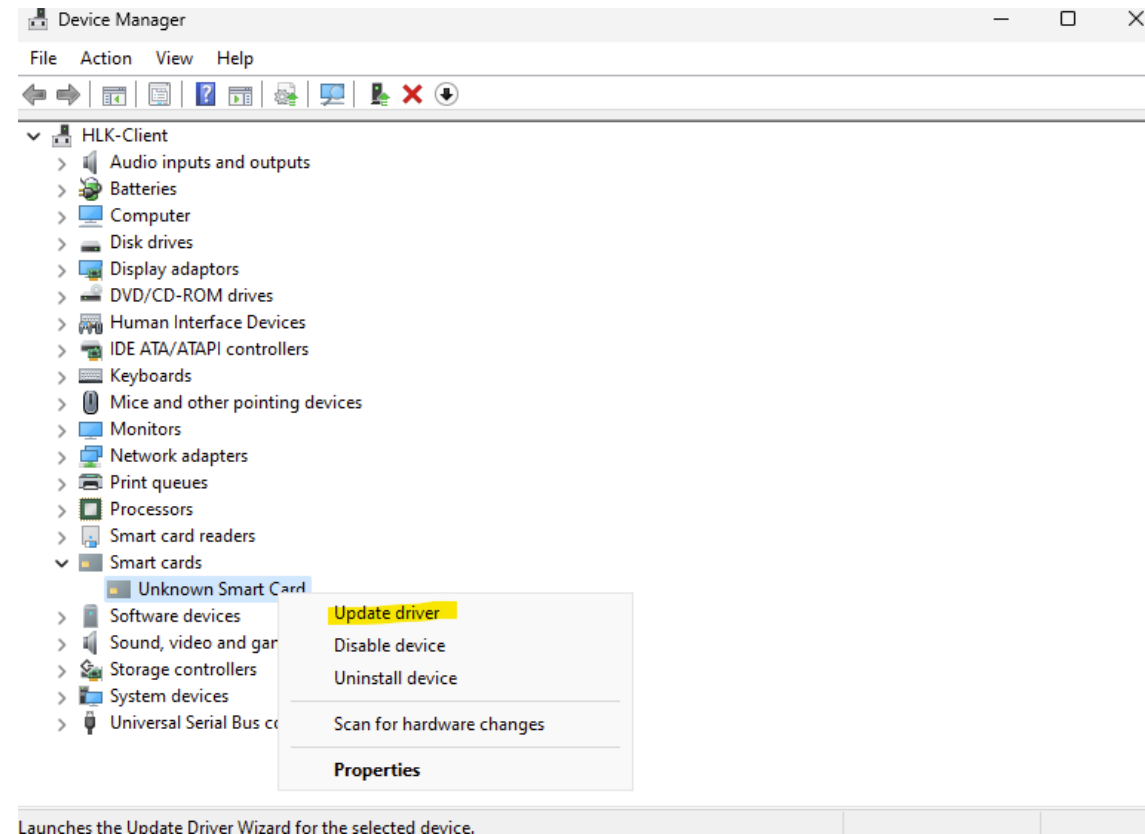 Device Manager
File Action View Help
HLK-Client
Audio inputs and outputs
Batteries
Computer
Disk drives
Display adaptors
DVD/CD-ROM drives
Human Interface Devices
IDE ATA/ATAPI controllers
Keyboards
Mice and other pointing devices
Monitors
Network adapters
Print queues
Processors
Smart card readers
Smart cards
Unknown Smart Card
Software devices
Sound, video and gar
Storage controllers
System devices
Universal Serial Bus co
Update driver
Disable device
Uninstall device
Scan for hardware changes
Properties
Launches the Update Driver Wizard for the selected device.